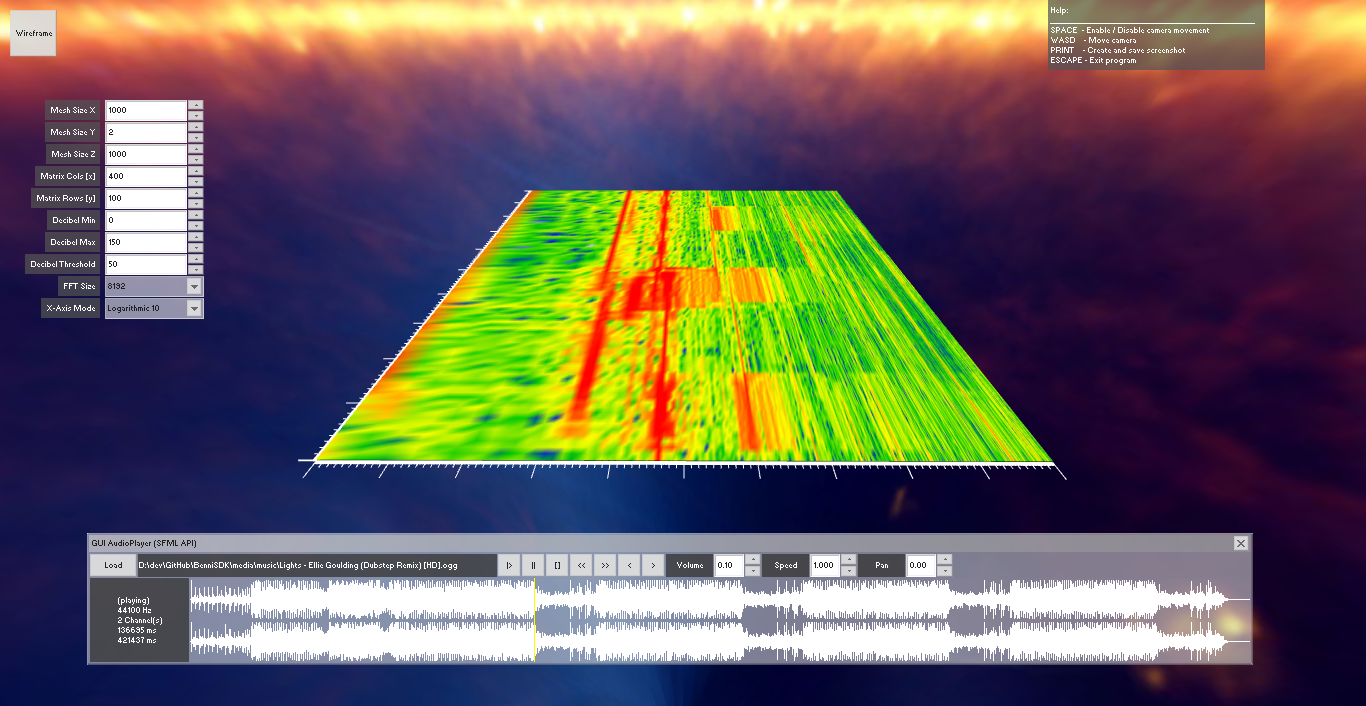 Wireframe
Help:
SPACE - Enable / Disable camera movement
WASD - Move camera
PRINT - Create and save screenshot
ESCAPE - Exit program
Mesh Size X 1000
Mesh Size Y 2
Mesh Size Z 1000
Matrix Cols [x] 400
Matrix Rows [y] 100
Decibel Min 0
Decibel Max 150
Decibel Threshold 50
FFT Size 8192
X-Axis Mode Logarithmic 10
GUI AudioPlayer (SFML API)
Load D:\dev\GitHub\BenniSDK\media\music\Lights - Ellie Goulding (Dubstep Remix) [HD].ogg |> || [] << >> < > Volume 0.10 Speed 1.000 Pan 0.00
(playing)
44100 Hz
2 Channel(s)
136695 ms
421437 ms